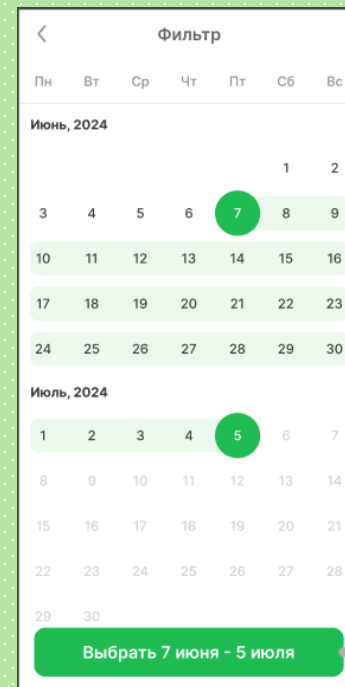 Фильтр
Пн Вт Ср Чт Пт Сб Вс
Июнь, 2024
1 2
3 4 5 6 7 8 9
10 11 12 13 14 15 16
17 18 19 20 21 22 23
24 25 26 27 28 29 30
Июль, 2024
1 2 3 4 5 6 7
8 9 10 11 12 13 14
15 16 17 18 19 20 21
22 23 24 25 26 27 28
29 30
Выбрать 7 июня - 5 июля